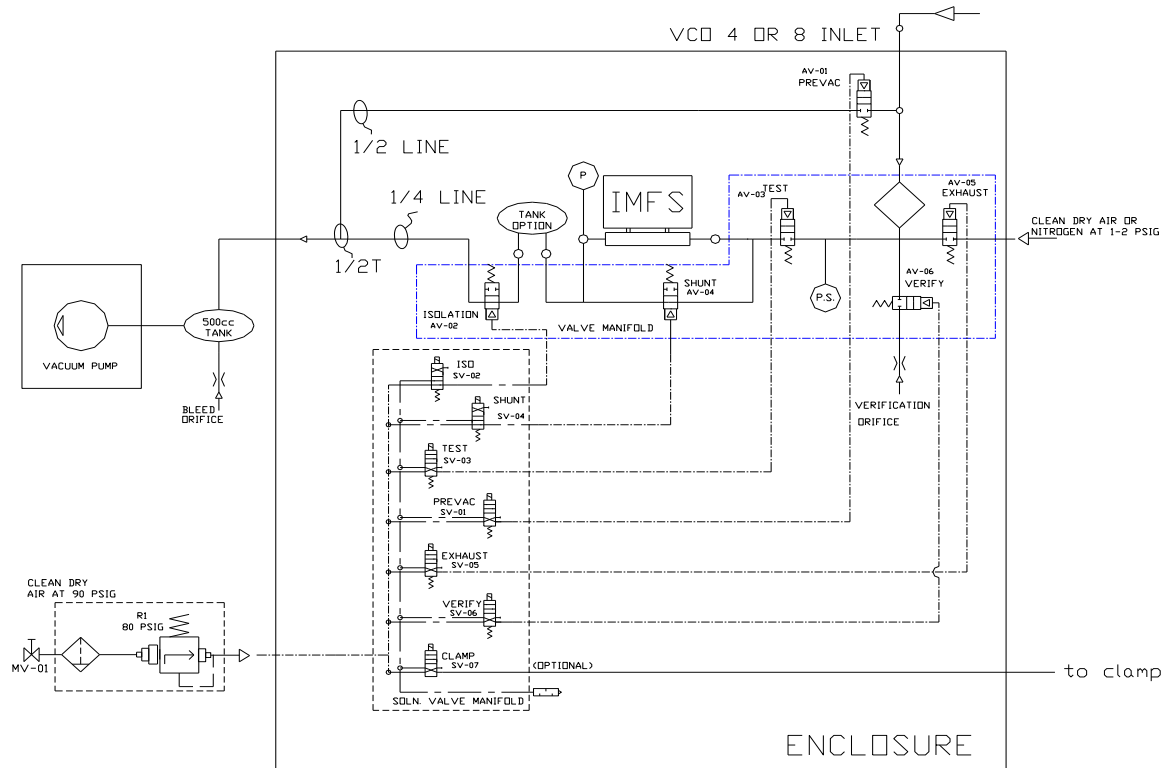 VCO 4 OR 8 INLET
AV-01
PREVAC
1/2 LINE
1/4 LINE
1/2T
TANK
OPTION
P
IMFS
AV-03
TEST
AV-05
EXHAUST
CLEAN DRY AIR OR
NITROGEN AT 1-2 PSIG
AV-06
VERIFY
P.S.
SHUNT
AV-04
ISOLATION
AV-02
VALVE MANIFOLD
500cc
TANK
VACUUM PUMP
BLEED
ORIFICE
VERIFICATION
ORIFICE
ISO
SV-02
SHUNT
SV-04
TEST
SV-03
PREVAC
SV-01
EXHAUST
SV-05
VERIFY
SV-06
CLAMP
SV-07
(OPTIONAL)
to clamp
SOLN. VALVE MANIFOLD
CLEAN DRY
AIR AT 90 PSIG
R1
80 PSIG
MV-01
ENCLOSURE